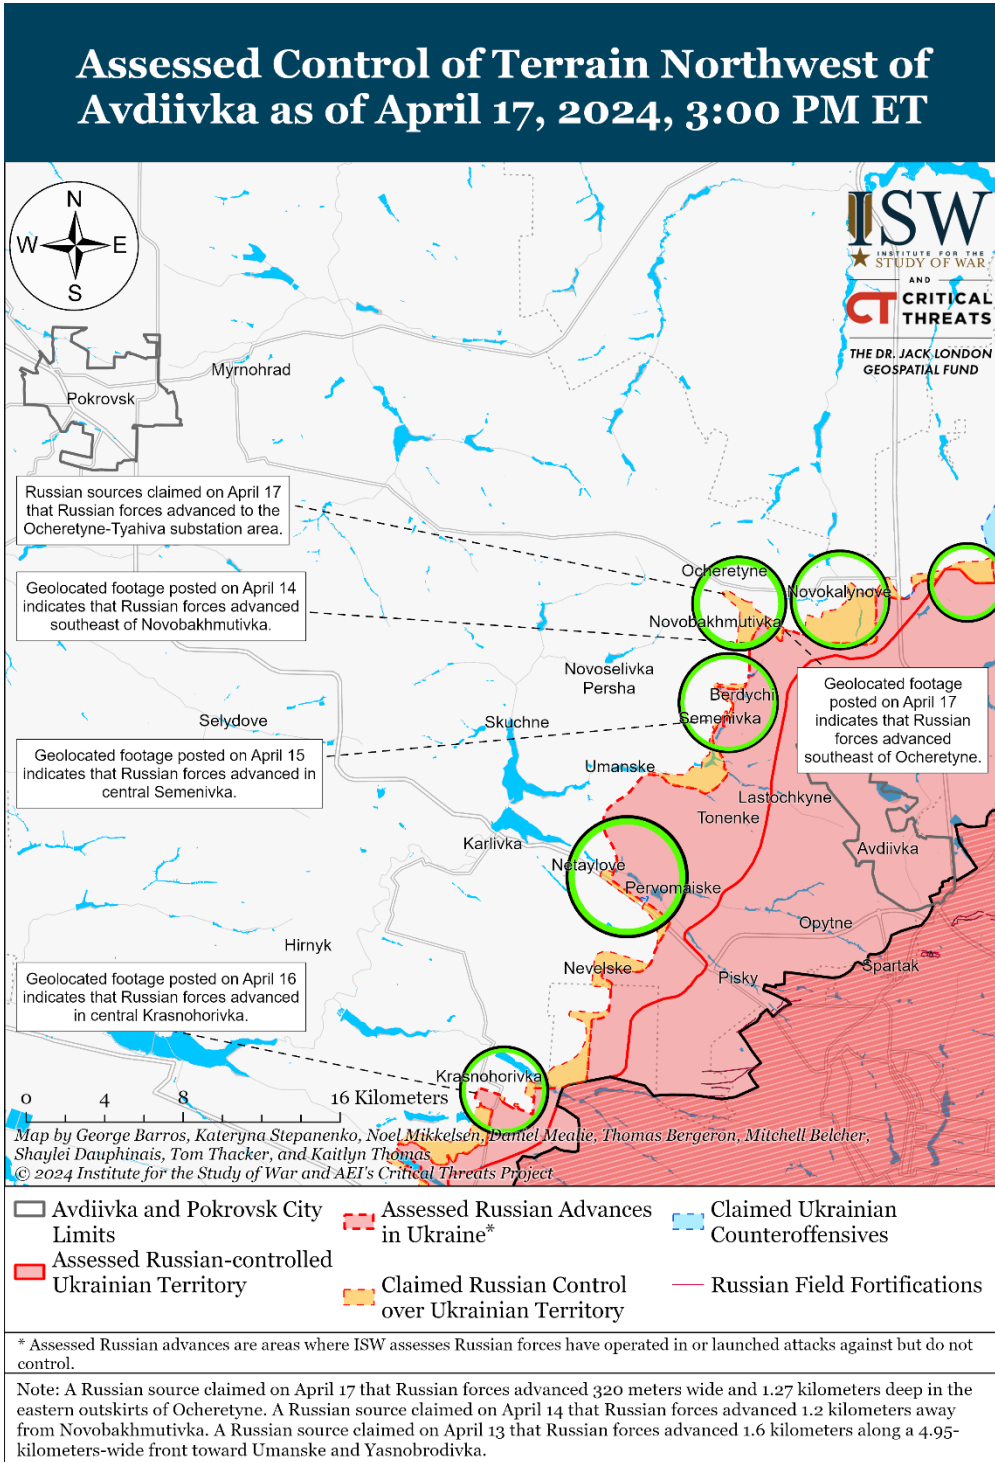 Assessed Control of Terrain Northwest of
Avdiivka as of April 17, 2024, 3:00 PM ET
N
W
E
S
ISW
INSTITUTE FOR THE
STUDY OF WAR
AND
CT CRITICAL
THREATS
THE DR. JACK LONDON
GEOSPATIAL FUND
Myrnohrad
Pokrovsk
Russian sources claimed on April 17
that Russian forces advanced to the
Ocheretyne-Tyahiva substation area.
Ocheretyne
Novokalynove
Geolocated footage posted on April 14
indicates that Russian forces advanced
southeast of Novobakhmutivka.
Novobakhmutivka
Novoselivka
Persha
Geolocated footage
posted on April 17
indicates that Russian
forces advanced
southeast of Ocheretyne.
Berdychi
Selydove
Skuchne
Semenivka
Geolocated footage posted on April 15
indicates that Russian forces advanced in
central Semenivka.
Umanske
Lastochkyne
Tonenke
Karlivka
Avdiivka
Netaylove
Pervomaiske
Opytne
Hirnyk
Nevelske
Spartak
Pisky
Geolocated footage posted on April 16
indicates that Russian forces advanced
in central Krasnohorivka.
Krasnohorivka
0 4 8 16 Kilometers
Map by George Barros, Kateryna Stepanenko, Noel Mikkelsen, Daniel Mealie, Thomas Bergeron, Mitchell Belcher,
Shaylei Dauphinais, Tom Thacker, and Kaitlyn Thomas
© 2024 Institute for the Study of War and AEI's Critical Threats Project
Avdiivka and Pokrovsk City
Limits
Assessed Russian-controlled
Ukrainian Territory
Assessed Russian Advances
in Ukraine*
Claimed Russian Control
over Ukrainian Territory
Claimed Ukrainian
Counteroffensives
Russian Field Fortifications
* Assessed Russian advances are areas where ISW assesses Russian forces have operated in or launched attacks against but do not
control.
Note: A Russian source claimed on April 17 that Russian forces advanced 320 meters wide and 1.27 kilometers deep in the
eastern outskirts of Ocheretyne. A Russian source claimed on April 14 that Russian forces advanced 1.2 kilometers away
from Novobakhmutivka. A Russian source claimed on April 13 that Russian forces advanced 1.6 kilometers along a 4.95-
kilometers-wide front toward Umanske and Yasnobrodivka.